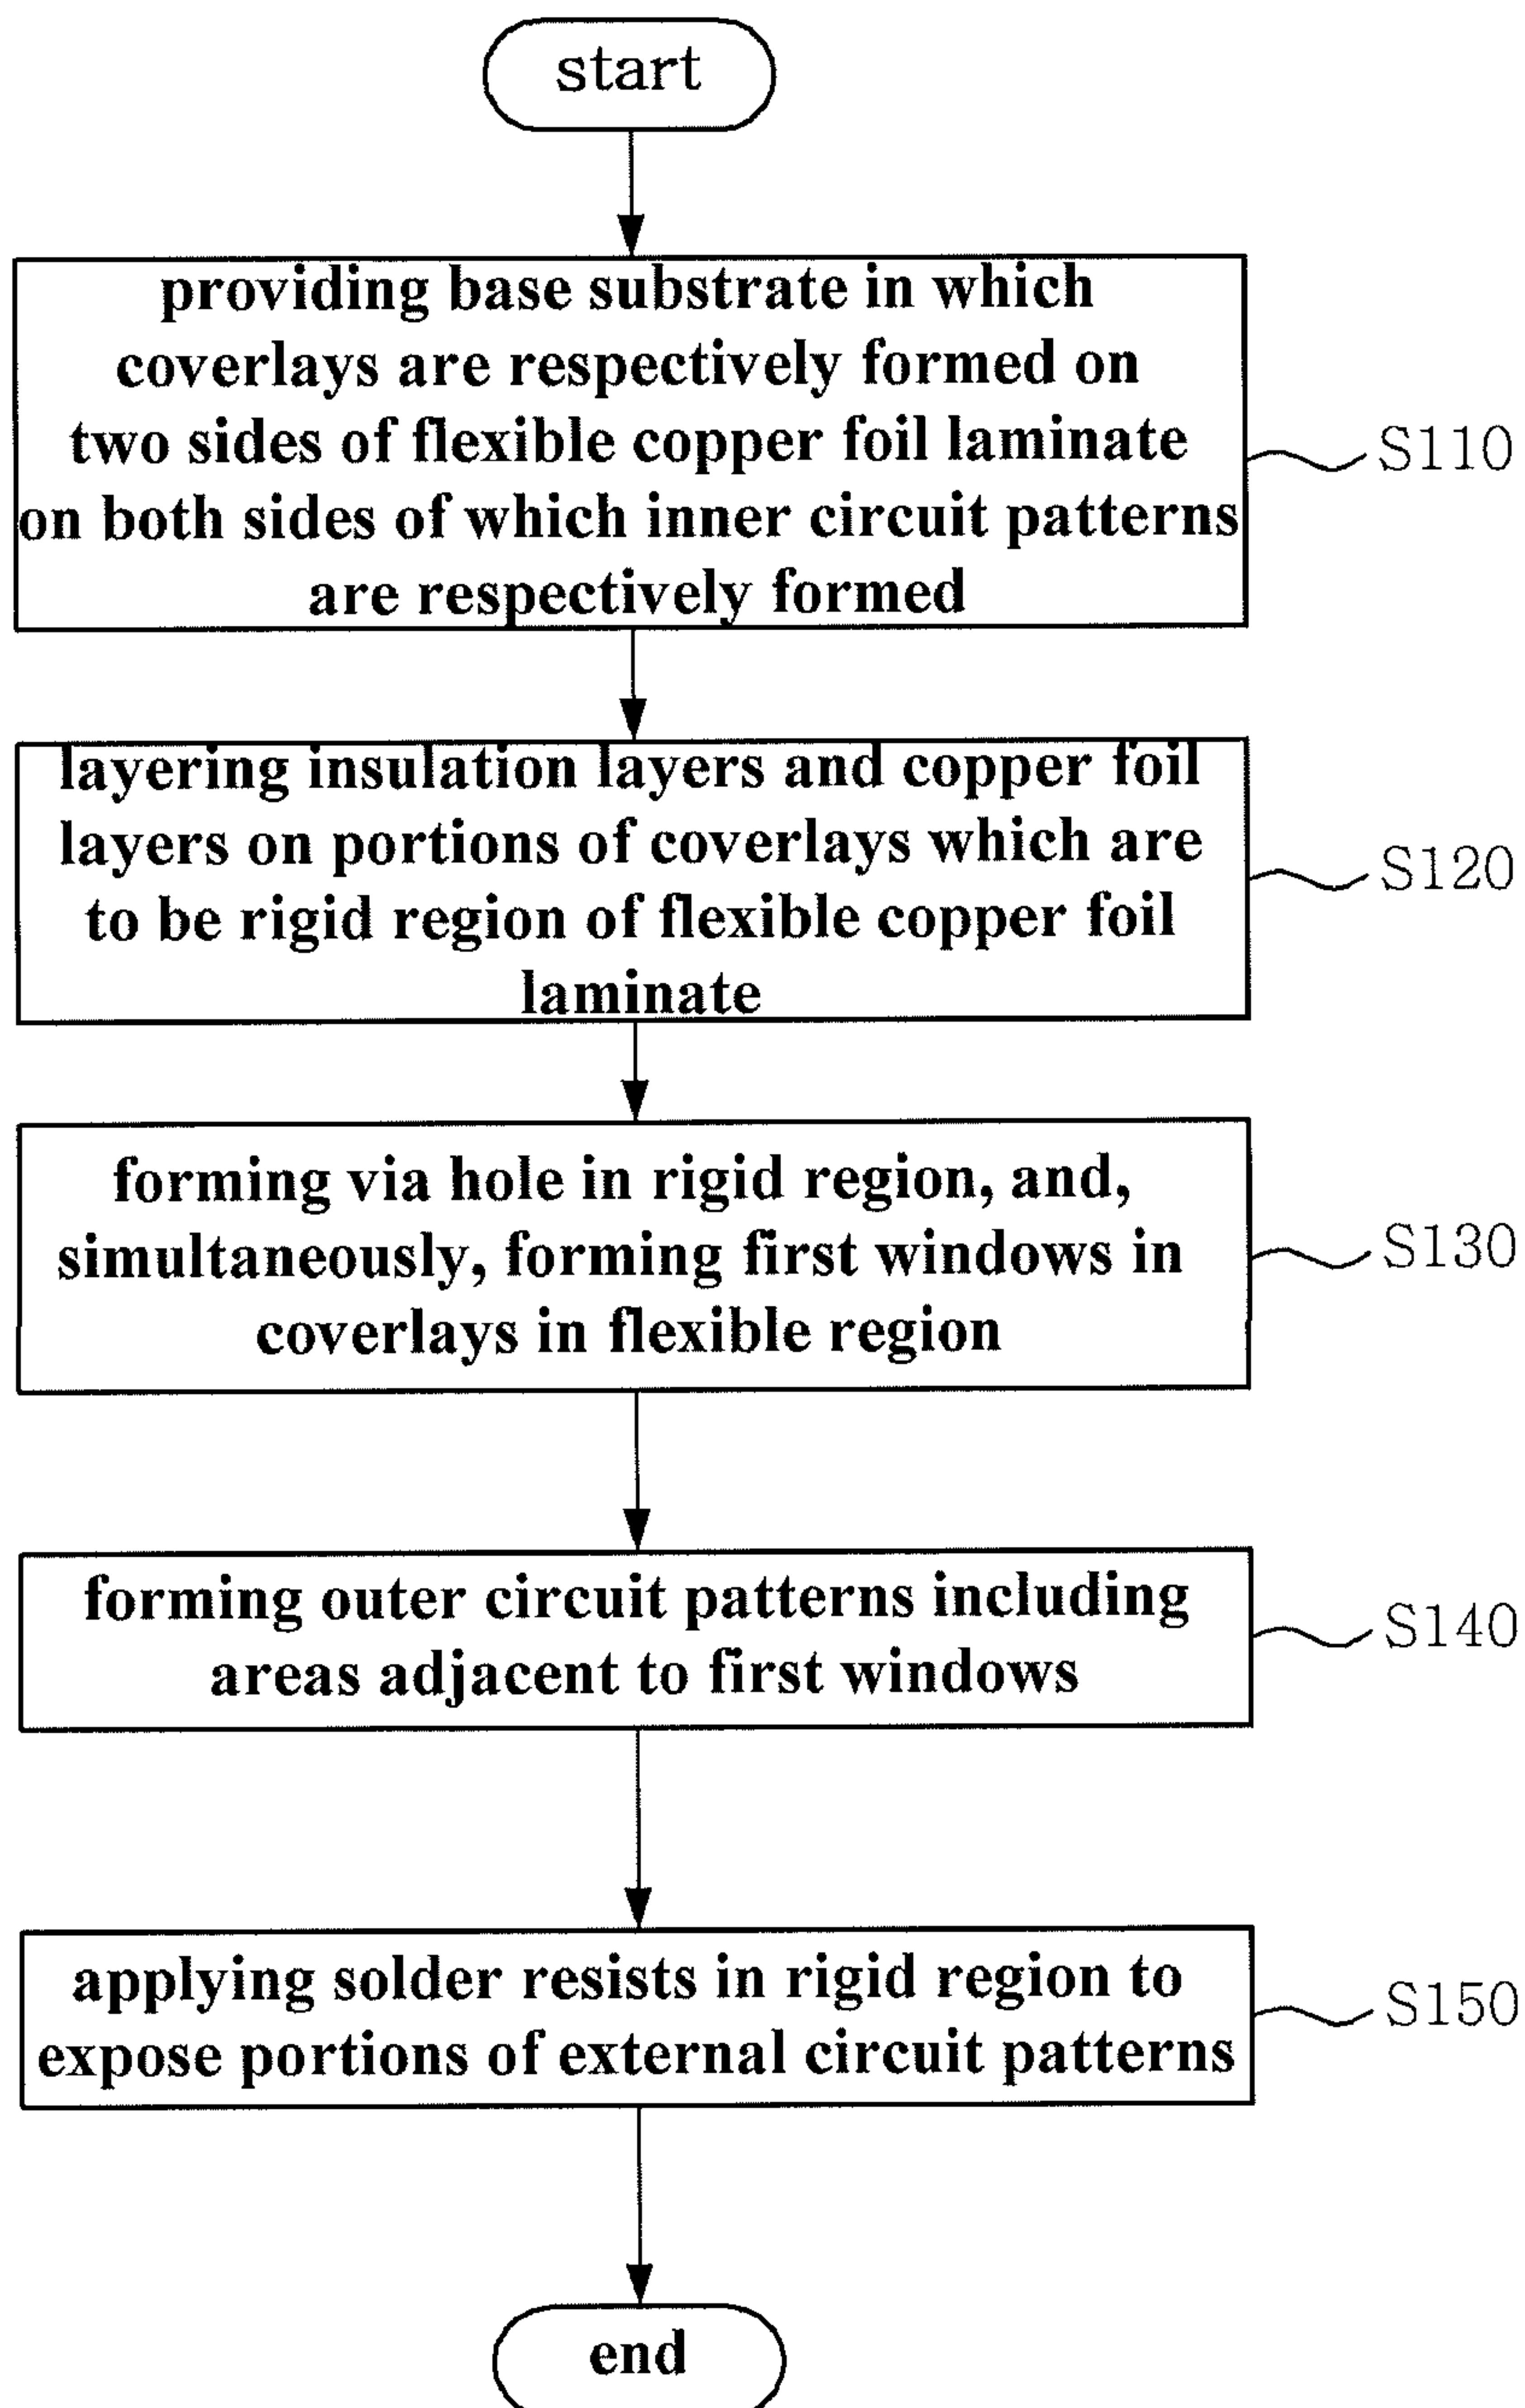 start
providing base substrate in which
coverlays are respectively formed on
two sides of flexible copper foil laminate
on both sides of which inner circuit patterns
are respectively formed
S110
layering insulation layers and copper foil
layers on portions of coverlays which are
to be rigid region of flexible copper foil
laminate
S120
forming via hole in rigid region, and,
simultaneously, forming first windows in
coverlays in flexible region
S130
forming outer circuit patterns including
areas adjacent to first windows
S140
applying solder resists in rigid region to
expose portions of external circuit patterns
S150
end